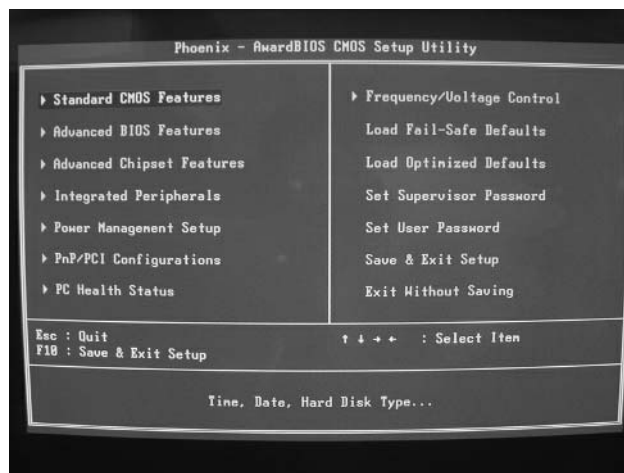 Phoenix - AwardBIOS CMOS Setup Utility
Standard CMOS Features
Advanced BIOS Features
Advanced Chipset Features
Integrated Peripherals
Power Management Setup
PnP/PCI Configurations
PC Health Status
Frequency/Voltage Control
Load Fail-Safe Defaults
Load Optimized Defaults
Set Supervisor Password
Set User Password
Save & Exit Setup
Exit Without Saving
Esc : Quit
F10 : Save & Exit Setup
↑ ↓ → ← : Select Item
Time, Date, Hard Disk Type...